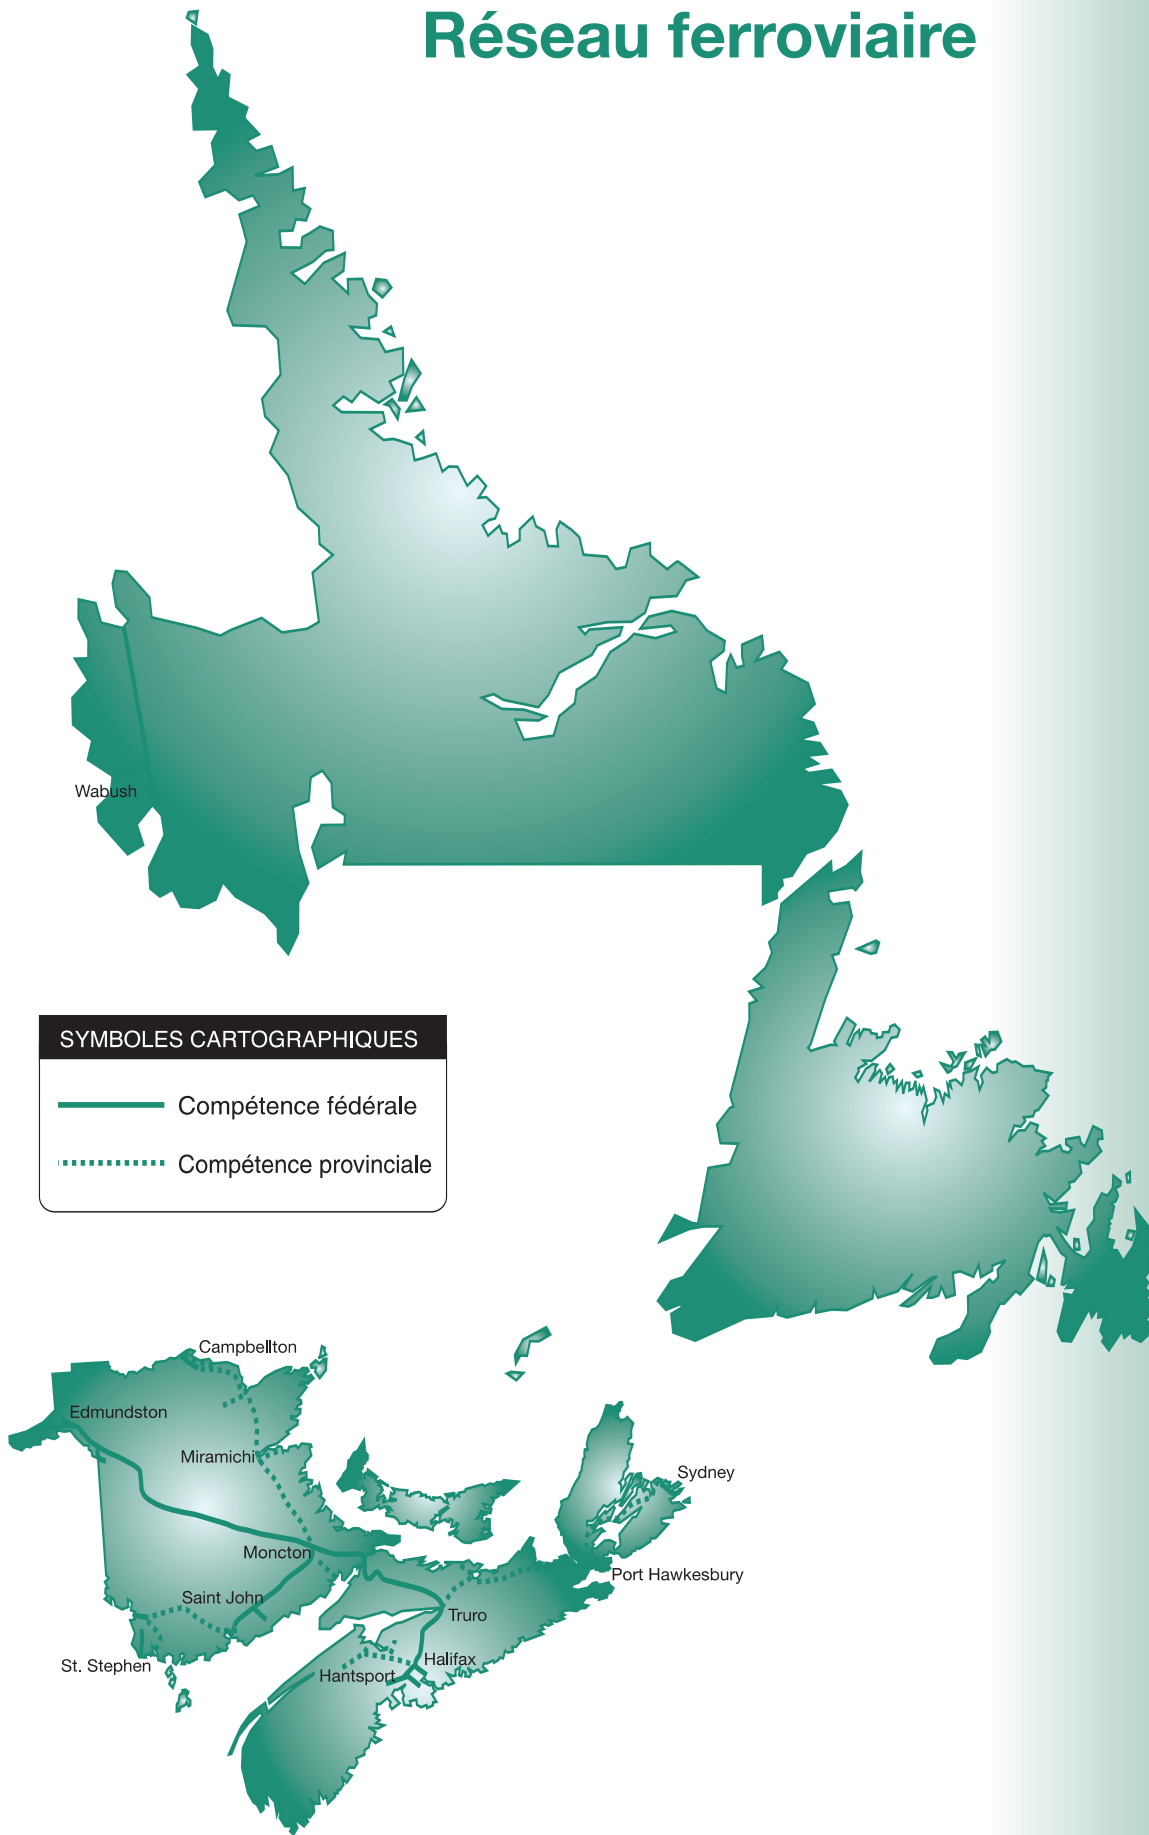 Réseau ferroviaire
Wabush
SYMBOLES CARTOGRAPHIQUES
Compétence fédérale
Compétence provinciale
Campbellton
Edmundston
Miramichi
Sydney
Moncton
Port Hawkesbury
Saint John
Truro
St. Stephen
Halifax
Hantsport